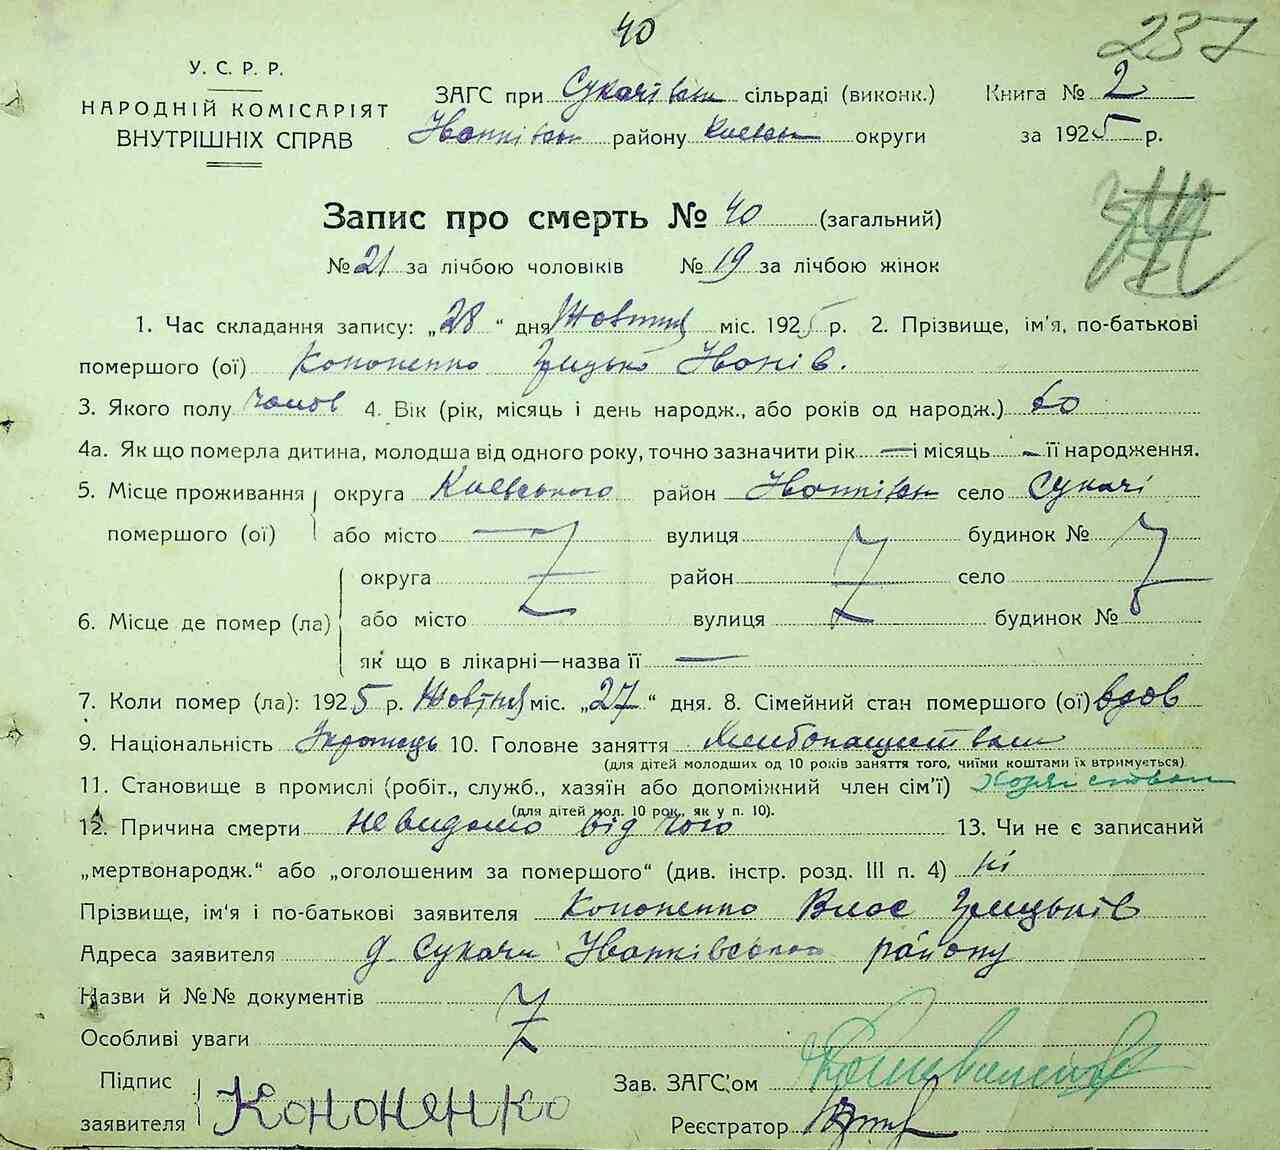 40
237
У. С. Р. Р.
НАРОДНІЙ КОМІСАРІЯТ
ВНУТРІШНІХ СПРАВ
ЗАГС при Сукачівськ сільраді (виконк.)
Іванківськ району Киевськ округи
Книга № 2
за 1925 р.
Запис про смерть № 40 (загальний)
№ 21 за лічбою чоловіків № 19 за лічбою жінок
1. Час складання запису: „28“ дня Жовтня міс. 1925 р. 2. Прізвище, ім'я, по-батькові
помершого (ої) Кононенко Грицько Іванів.
3. Якого полу чолов 4. Вік (рік, місяць і день народж., або років од народж.) 60
4а. Як що померла дитина, молодша від одного року, точно зазначити рік — і місяць — її народження.
5. Місце проживання помершого (ої) округа Киевського район Іванківськ село Сукачі
або місто — вулиця будинок №
6. Місце де помер (ла) округа район село
або місто вулиця будинок №
як що в лікарні—назва її —
7. Коли помер (ла): 1925 р. Жовтня міс. „27“ дня. 8. Сімейний стан помершого (ої) вдов
9. Національність Українець 10. Головне заняття Хлибопашиством
(для дітей молодших од 10 років заняття того, чиїми коштами їх втримується)
11. Становище в промислі (робіт., служб., хазяїн або допоміжний член сім'ї)
(для дітей мол. 10 рок., як у п. 10).
12. Причина смерти невидомо від чого 13. Чи не є записаний
„мертвонародж.“ або „оголошеним за помершого“ (див. інстр. розд. III п. 4) ні
Прізвище, ім'я і по-батькові заявителя Кононенко Влас Грицьків
Адреса заявителя д. Сукачи Іванківського району
Назви й №№ документів
Особливі уваги
Підпис заявителя Кононенко
Зав. ЗАГС'ом
Реєстратор